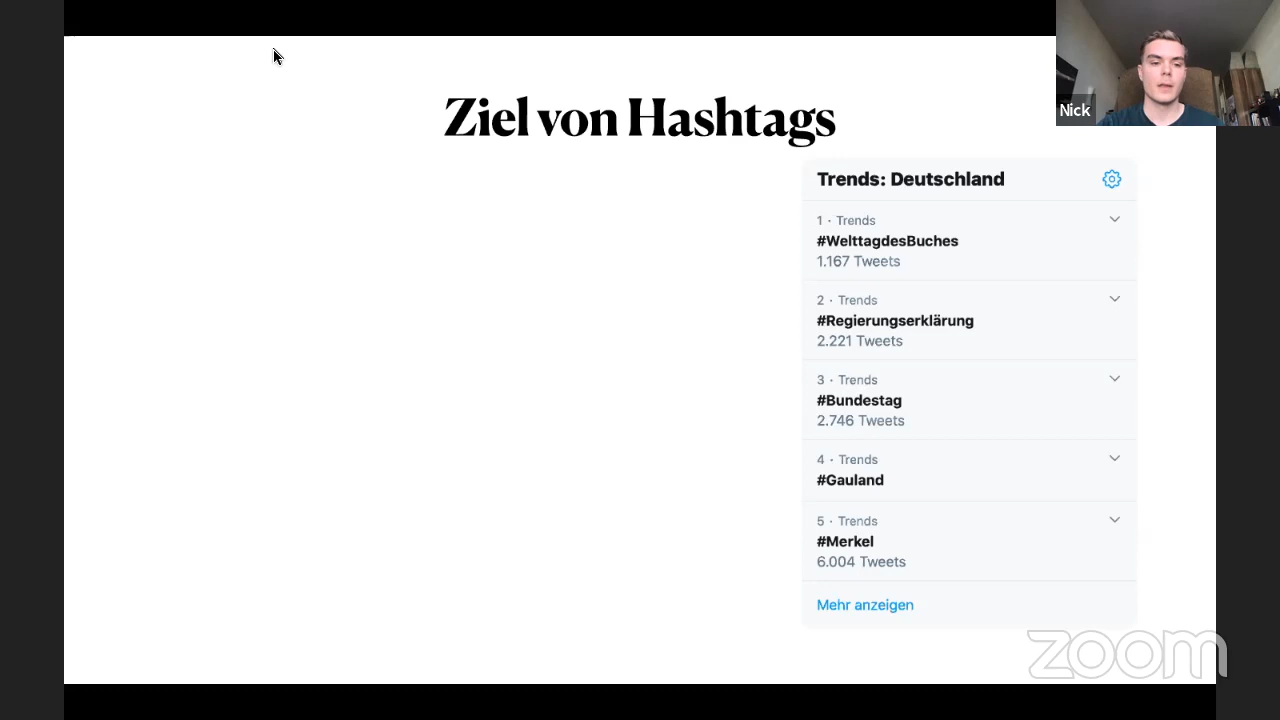 Ziel von Hashtags
Nick
Trends: Deutschland
1 · Trends
#WelttagdesBuches
1.167 Tweets
2 · Trends
#Regierungserklärung
2.221 Tweets
3 · Trends
#Bundestag
2.746 Tweets
4 · Trends
#Gauland
5 · Trends
#Merkel
6.004 Tweets
Mehr anzeigen
zoom